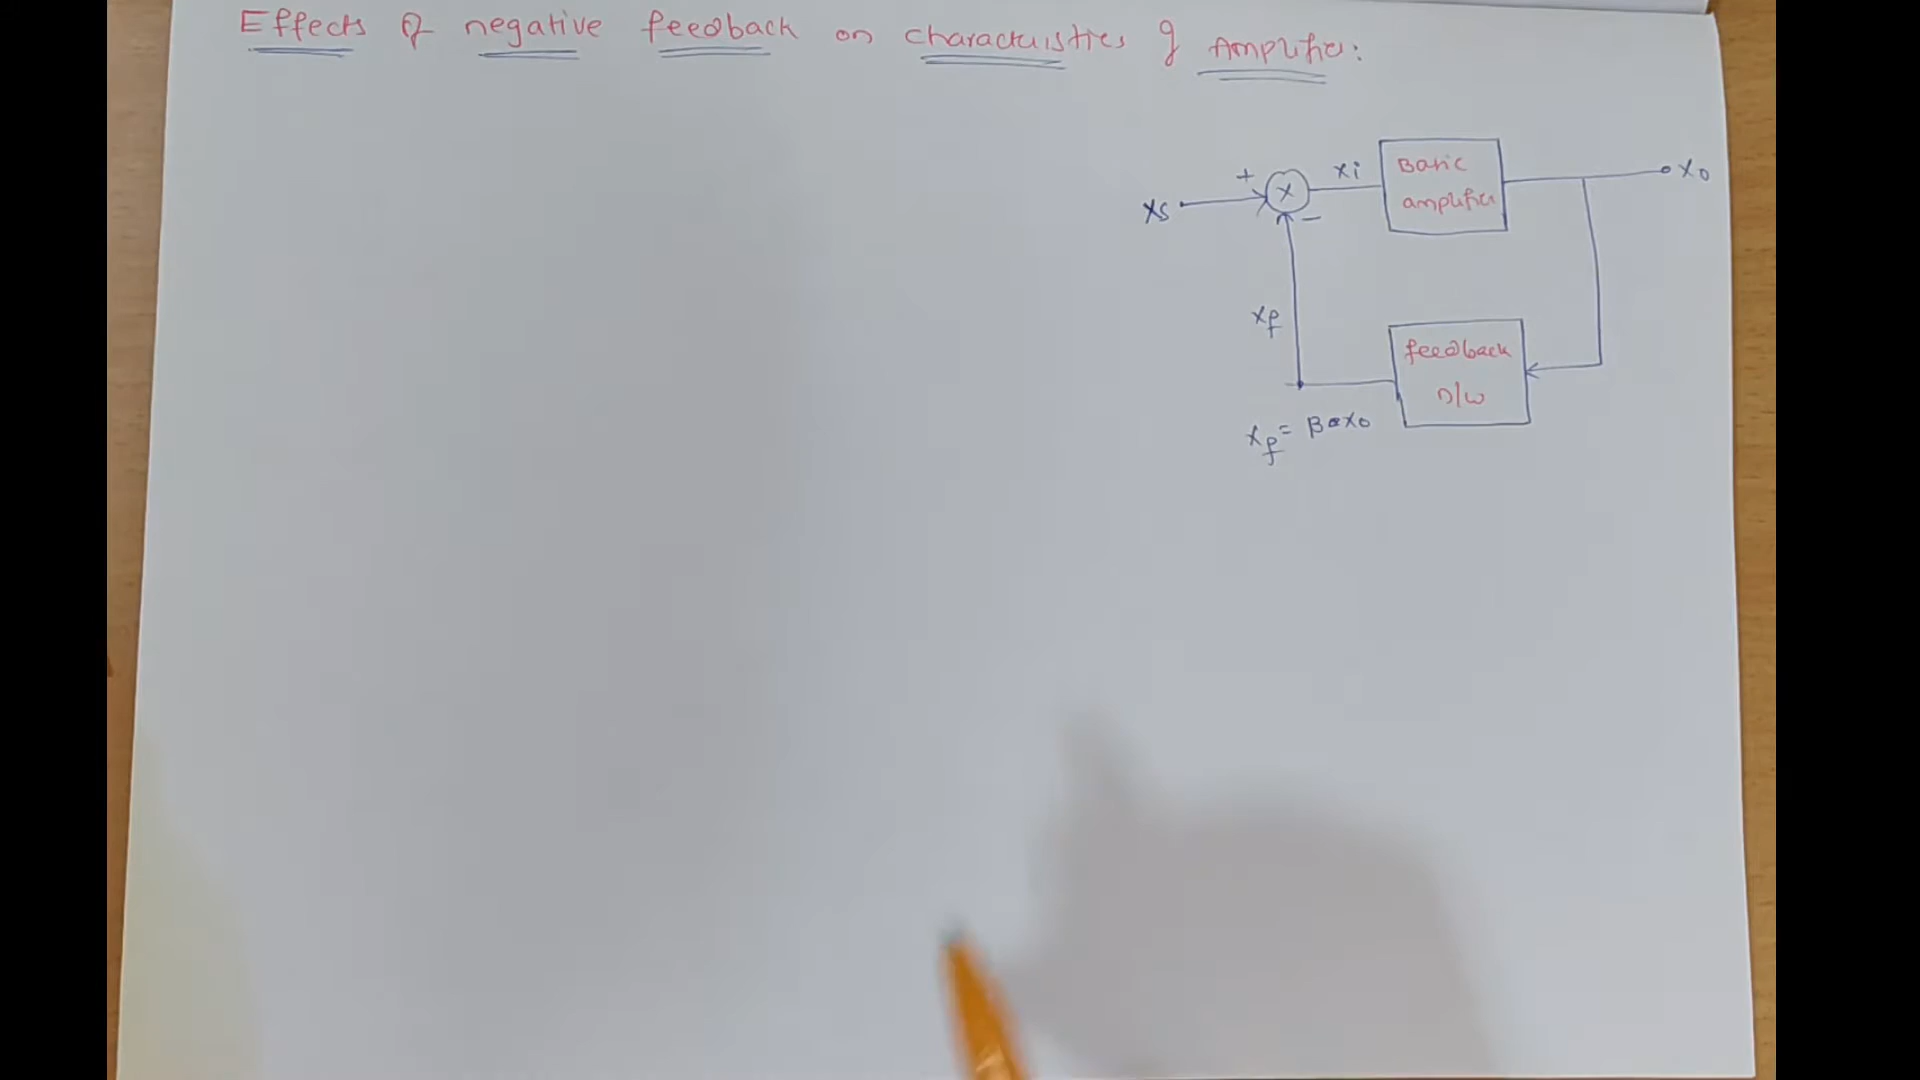 Effects of negative feedback on characteristics of Amplifier:
+ xi Basic xo
xs x amplifier
-
xf feedback
n/w
xf = β xo